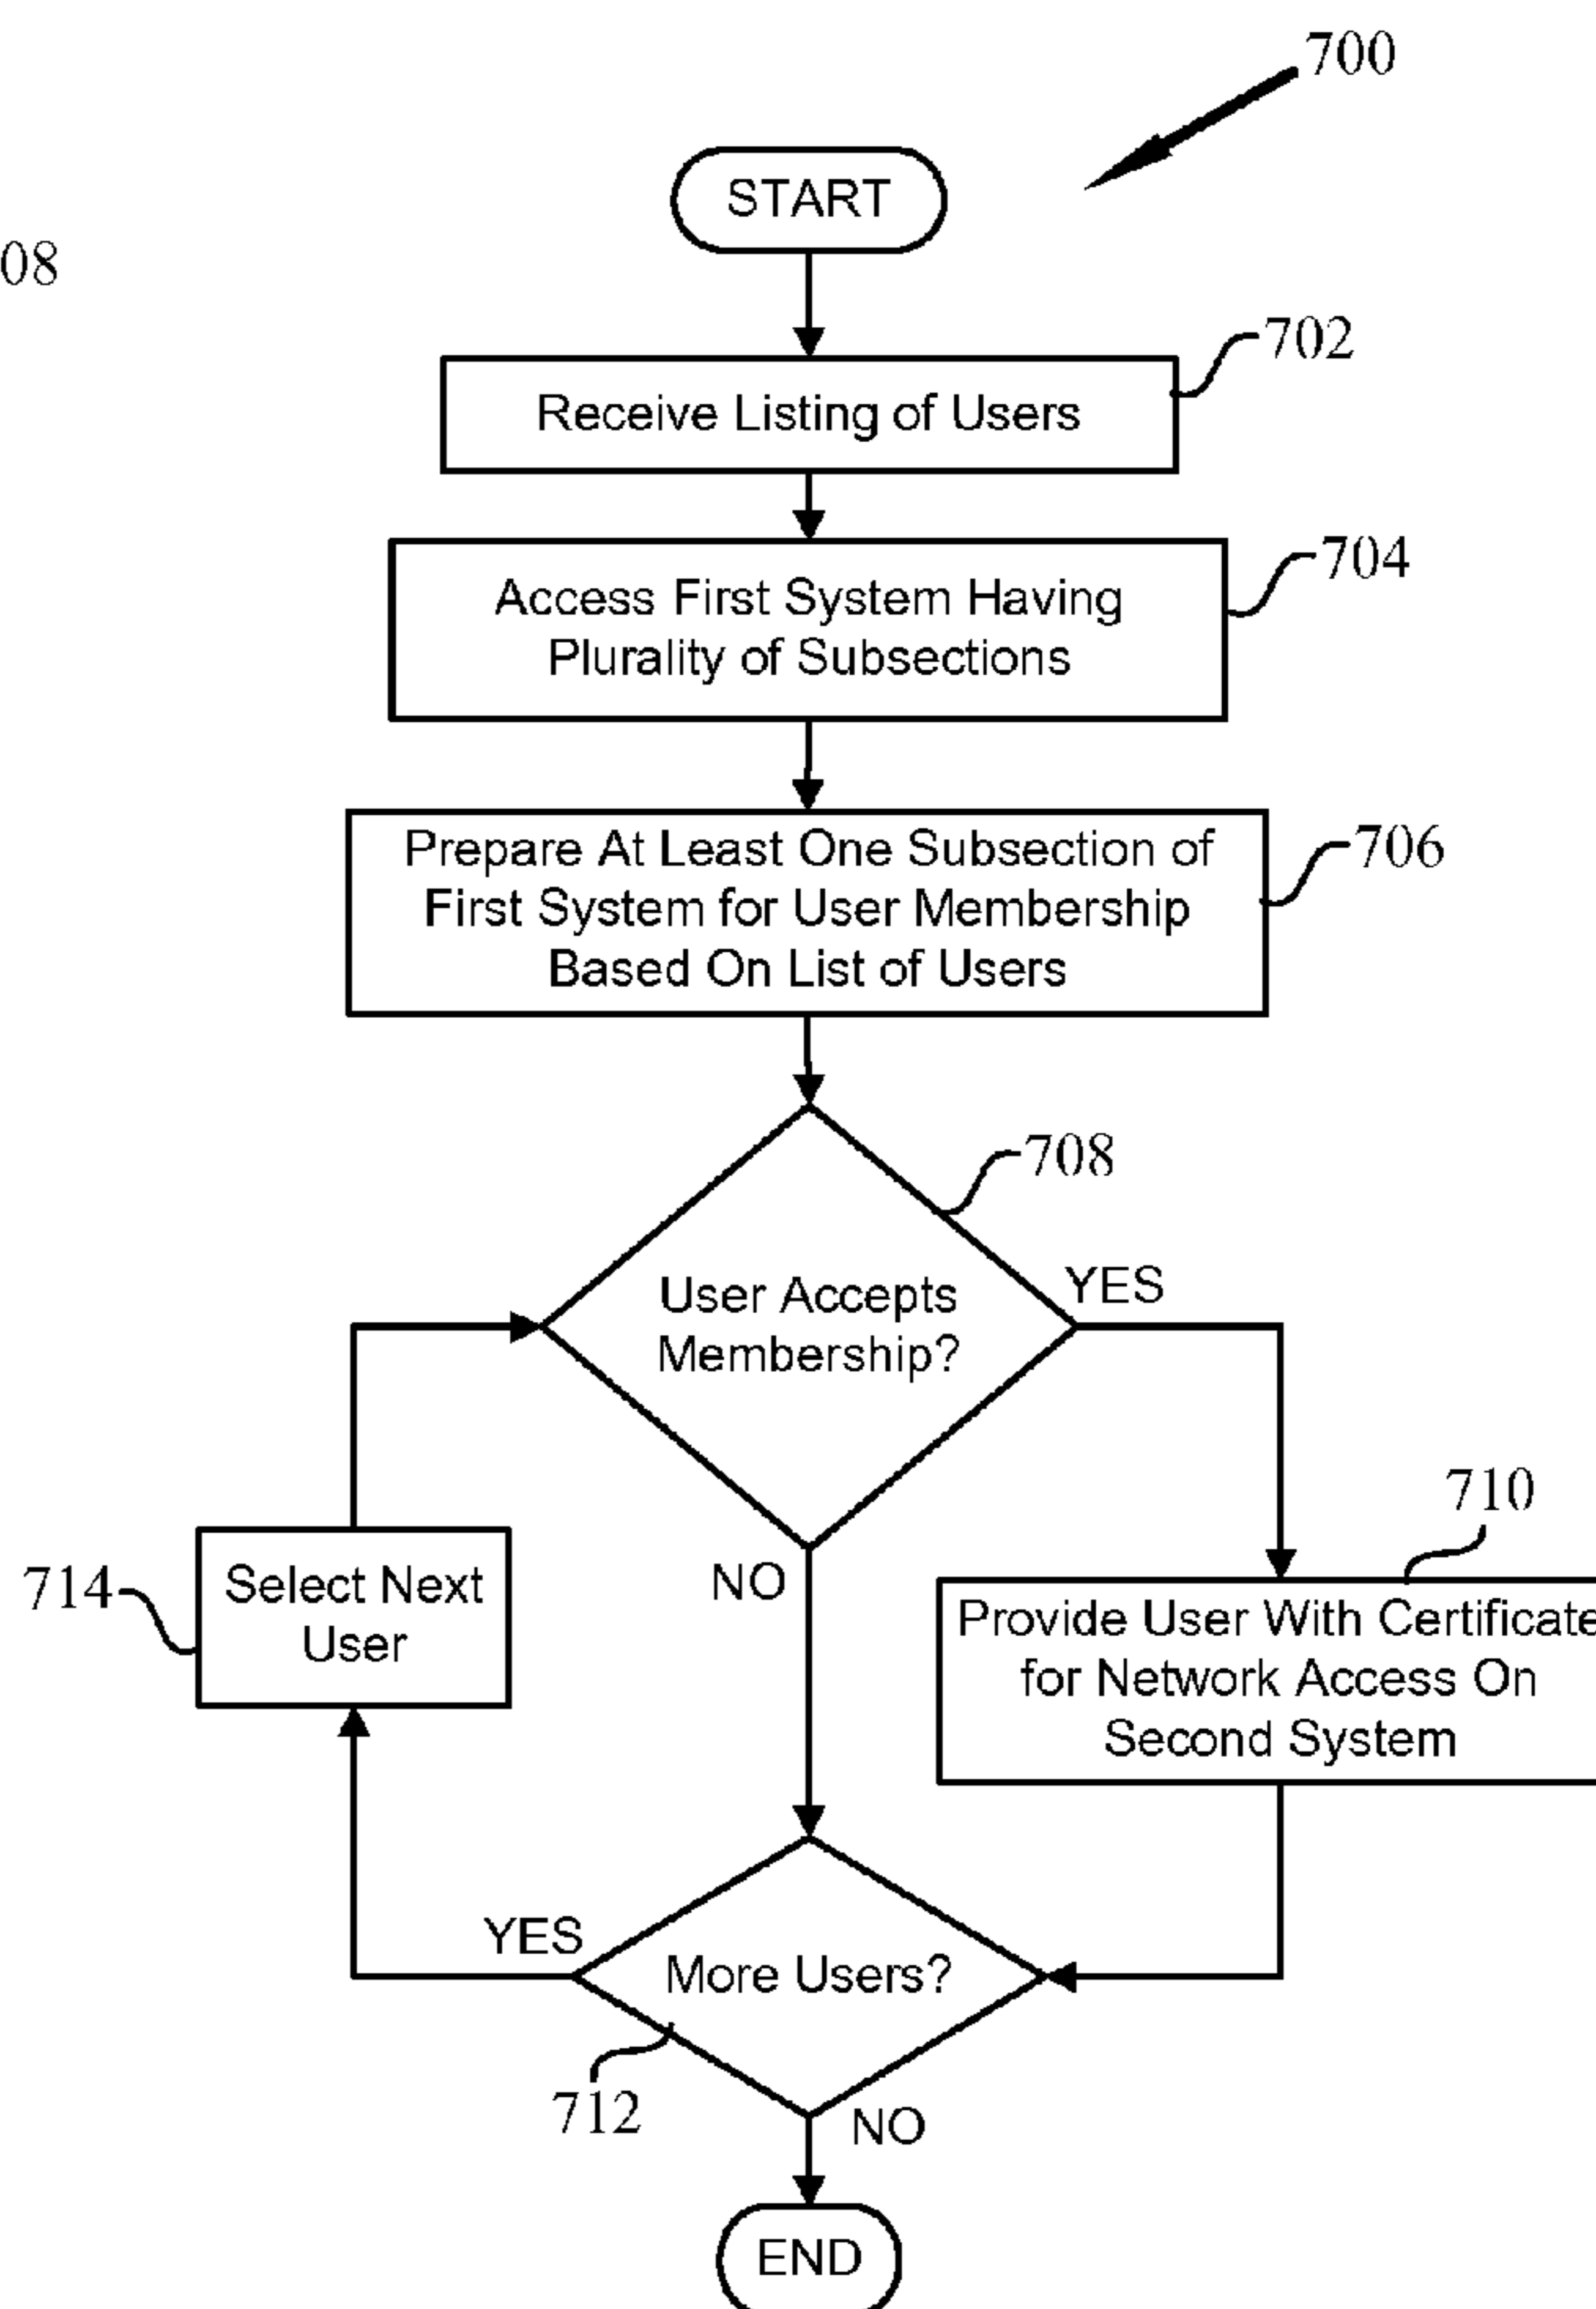 700
START
08
702
Receive Listing of Users
704
Access First System Having
Plurality of Subsections
706
Prepare At Least One Subsection of
First System for User Membership
Based On List of Users
708
User Accepts
Membership?
YES
NO
710
Provide User With Certificate
for Network Access On
Second System
714
Select Next
User
YES
More Users?
712
NO
END